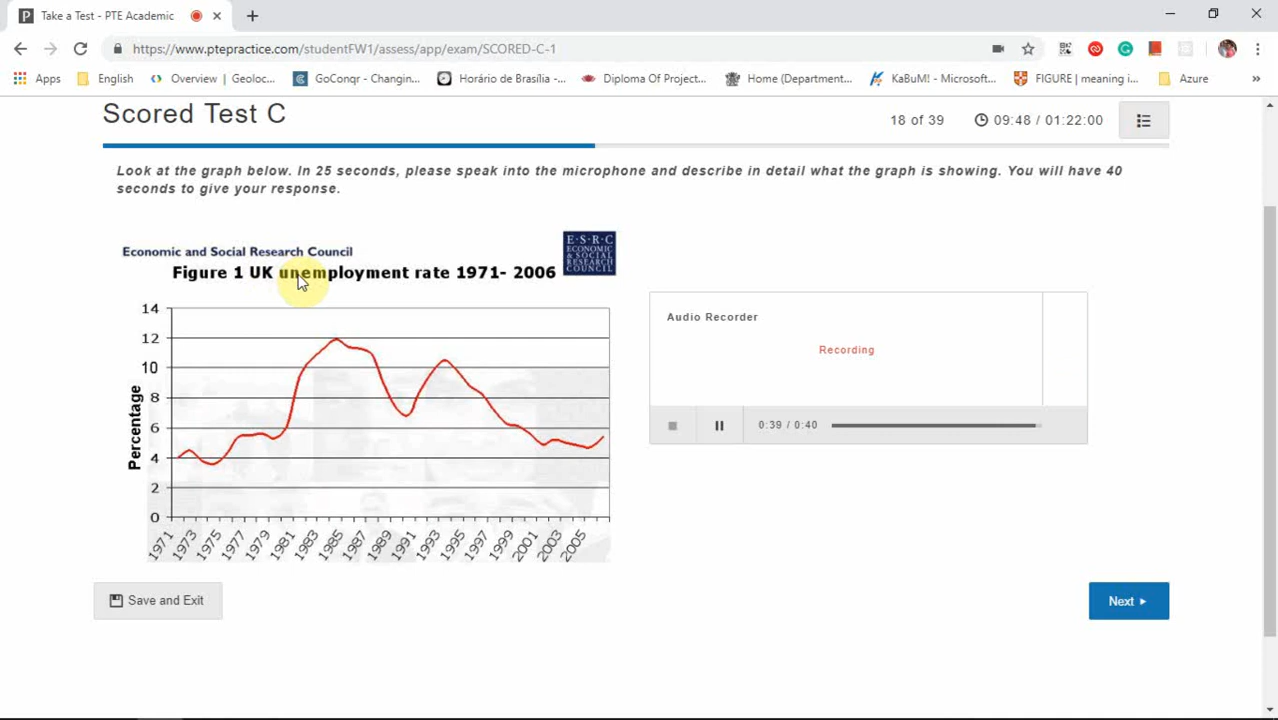 Take a Test - PTE Academic
https://www.ptepractice.com/studentFW1/assess/app/exam/SCORED-C-1
Apps English Overview | Geoloc... GoConqr - Changin... Horário de Brasília -... Diploma Of Project... Home (Department... KaBuM! - Microsoft... FIGURE | meaning i... Azure »
Scored Test C
18 of 39 09:48 / 01:22:00
Look at the graph below. In 25 seconds, please speak into the microphone and describe in detail what the graph is showing. You will have 40
seconds to give your response.
Economic and Social Research Council
E·S·R·C
ECONOMIC
& SOCIAL
RESEARCH
COUNCIL
Figure 1 UK unemployment rate 1971- 2006
14
12
10
8
6
4
2
0
Percentage
1971 1973 1975 1977 1979 1981 1983 1985 1987 1989 1991 1993 1995 1997 1999 2001 2003 2005
Audio Recorder
Recording
0:39 / 0:40
Save and Exit
Next